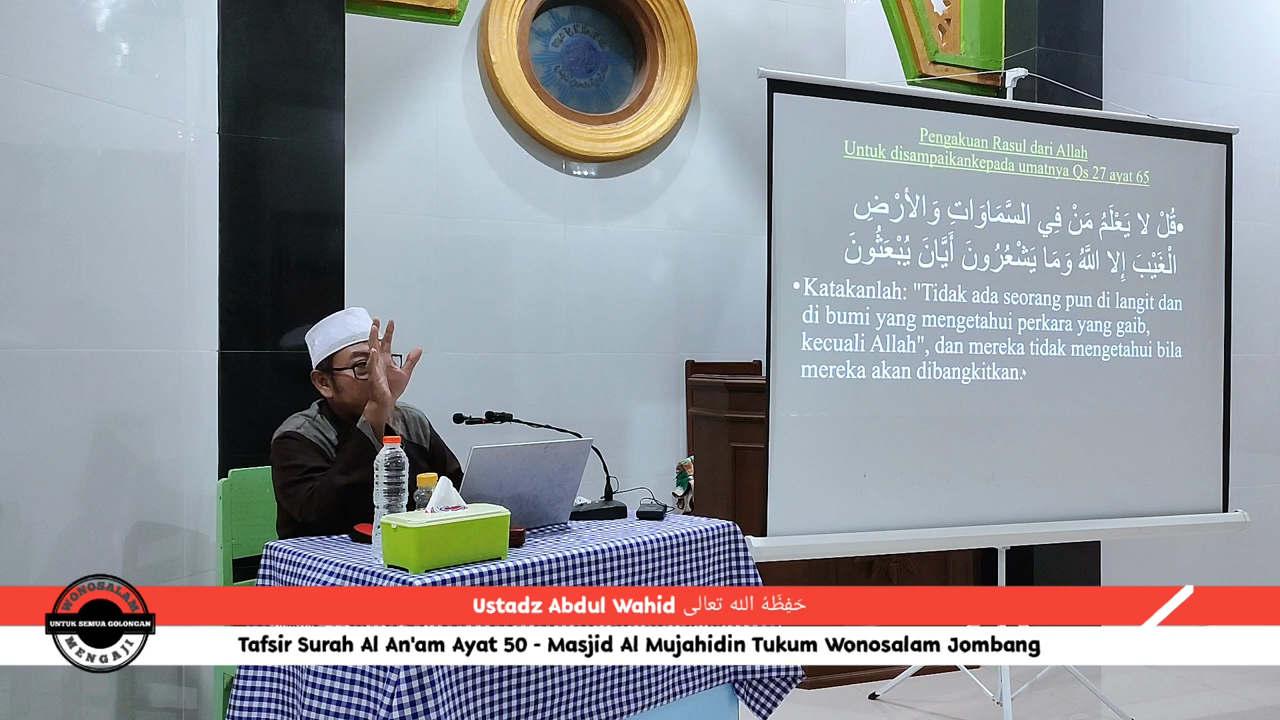 Pengakuan Rasul dari Allah
Untuk disampaikankepada umatnya Qs 27 ayat 65
•قُلْ لا يَعْلَمُ مَنْ فِي السَّمَاوَاتِ وَالأرْضِ
الْغَيْبَ إِلا اللَّهُ وَمَا يَشْعُرُونَ أَيَّانَ يُبْعَثُونَ
•Katakanlah: "Tidak ada seorang pun di langit dan
di bumi yang mengetahui perkara yang gaib,
kecuali Allah", dan mereka tidak mengetahui bila
mereka akan dibangkitkan.
Ustadz Abdul Wahid حَفِظَهُ الله تعالى
Tafsir Surah Al An'am Ayat 50 - Masjid Al Mujahidin Tukum Wonosalam Jombang
WONOSALAM
UNTUK SEMUA GOLONGAN
MENGAJI